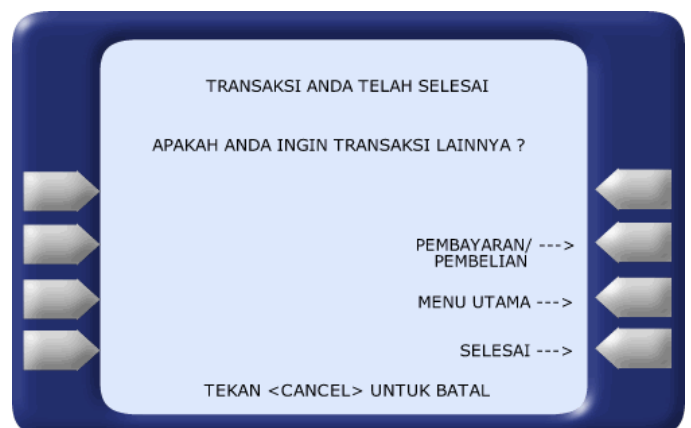 TRANSAKSI ANDA TELAH SELESAI
APAKAH ANDA INGIN TRANSAKSI LAINNYA ?
PEMBAYARAN/ --->
PEMBELIAN
MENU UTAMA --->
SELESAI --->
TEKAN <CANCEL> UNTUK BATAL